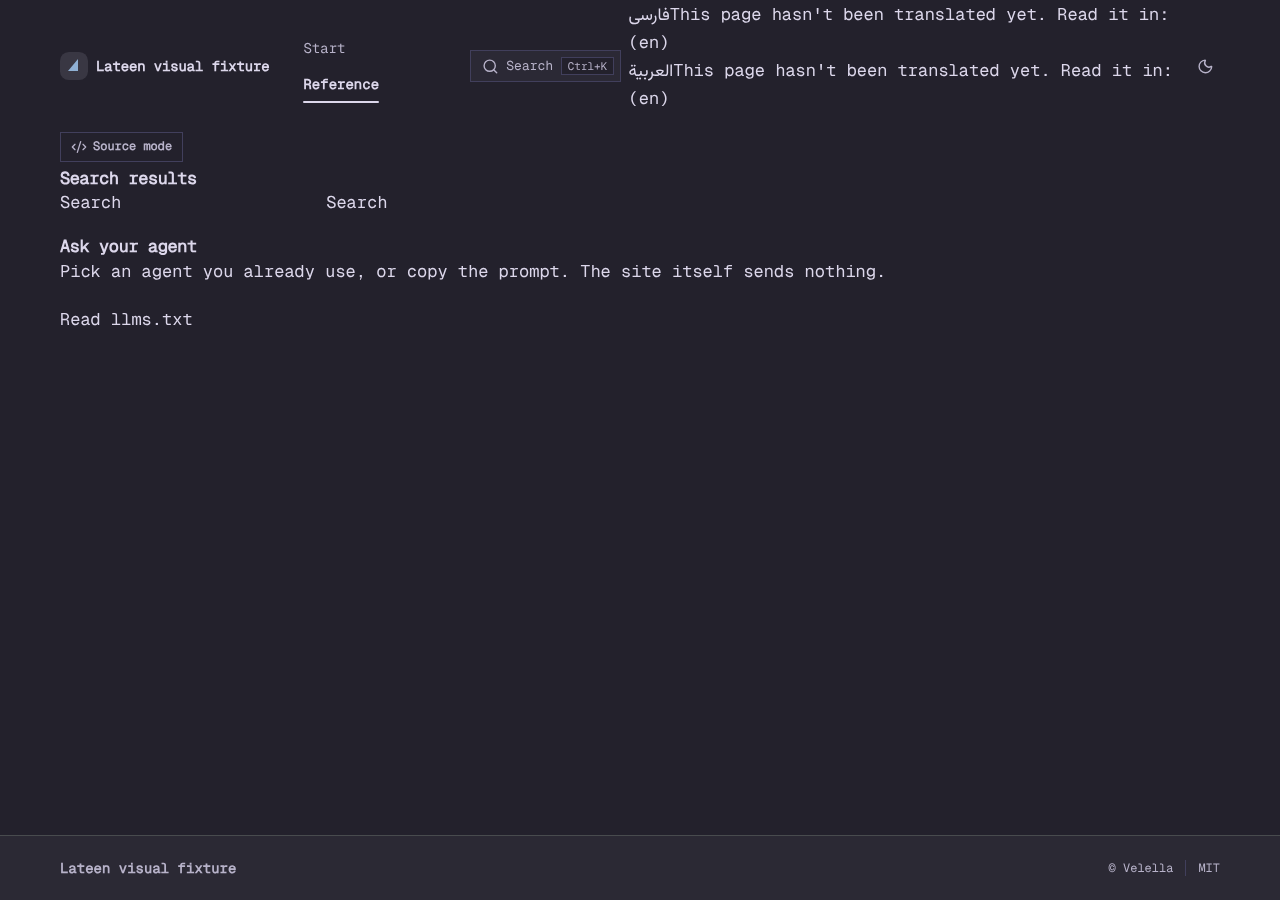 Lateen visual fixture
Start
Reference
Search Ctrl+K
فارسیThis page hasn't been translated yet. Read it in:
(en)
العربيةThis page hasn't been translated yet. Read it in:
(en)
Source mode
Search results
Search Search
Ask your agent
Pick an agent you already use, or copy the prompt. The site itself sends nothing.
Read llms.txt
Lateen visual fixture
© Velella MIT